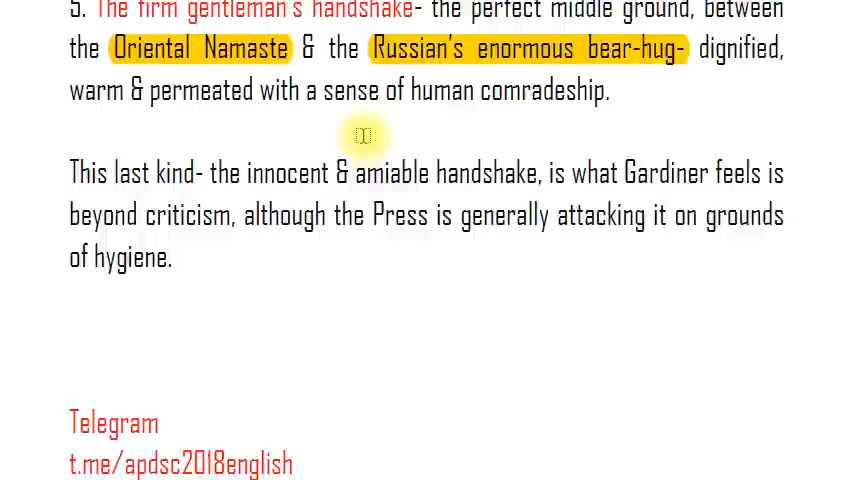 5. The firm gentleman's handshake- the perfect middle ground, between
the Oriental Namaste & the Russian's enormous bear-hug- dignified,
warm & permeated with a sense of human comradeship.
This last kind- the innocent & amiable handshake, is what Gardiner feels is
beyond criticism, although the Press is generally attacking it on grounds
of hygiene.
Telegram
t.me/apdsc2018english